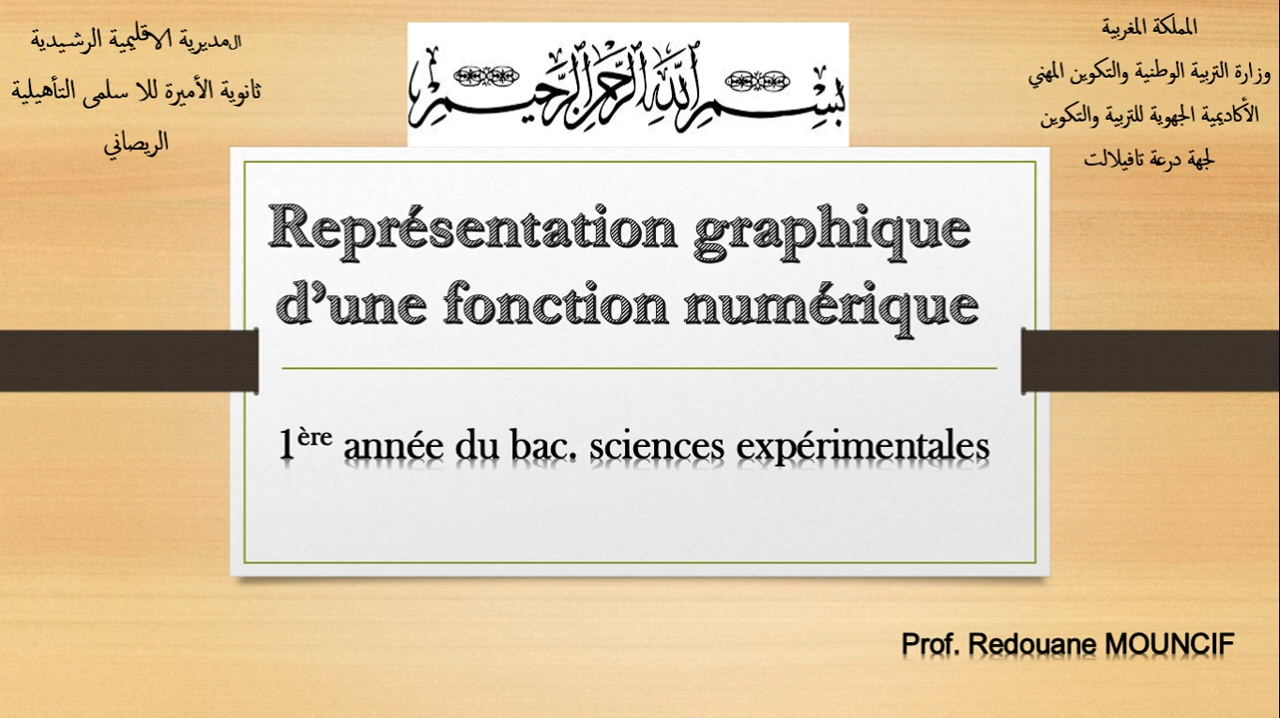 المملكة المغربية
وزارة التربية الوطنية والتكوين المهني
الأكاديمية الجهوية للتربية والتكوين
لجهة درعة تافيلالت
المديرية الاقليمية الرشيدية
ثانوية الأميرة للا سلمى التأهيلية
الريصاني
بسم الله الرحمن الرحيم
Représentation graphique
d’une fonction numérique
1ère année du bac. sciences expérimentales
Prof. Redouane MOUNCIF